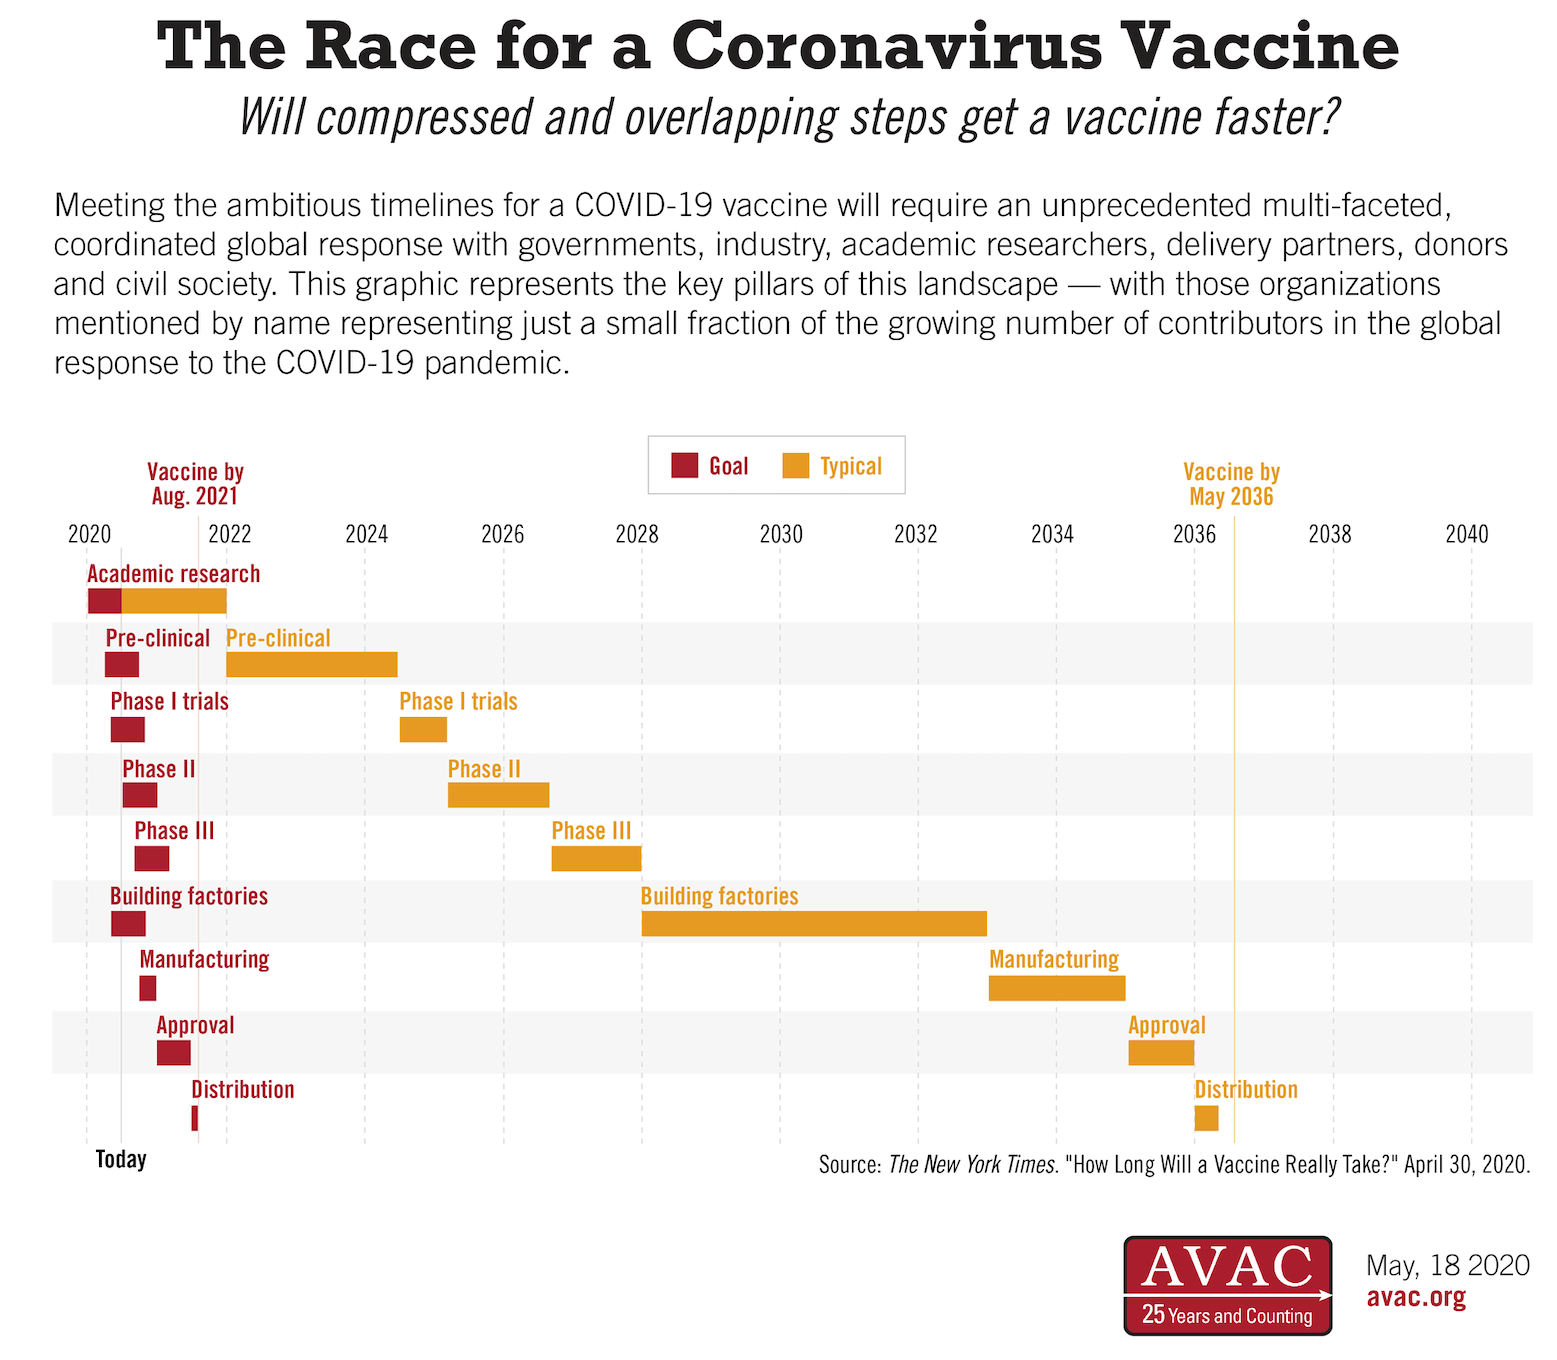 The Race for a Coronavirus Vaccine
Will compressed and overlapping steps get a vaccine faster?
Meeting the ambitious timelines for a COVID-19 vaccine will require an unprecedented multi-faceted,
coordinated global response with governments, industry, academic researchers, delivery partners, donors
and civil society. This graphic represents the key pillars of this landscape — with those organizations
mentioned by name representing just a small fraction of the growing number of contributors in the global
response to the COVID-19 pandemic.
Goal Typical
Vaccine by
Aug. 2021
Vaccine by
May 2036
2020 2022 2024 2026 2028 2030 2032 2034 2036 2038 2040
Academic research
Pre-clinical Pre-clinical
Phase I trials Phase I trials
Phase II Phase II
Phase III Phase III
Building factories Building factories
Manufacturing Manufacturing
Approval Approval
Distribution Distribution
Today
Source: The New York Times. "How Long Will a Vaccine Really Take?" April 30, 2020.
AVAC
25 Years and Counting
May, 18 2020
avac.org